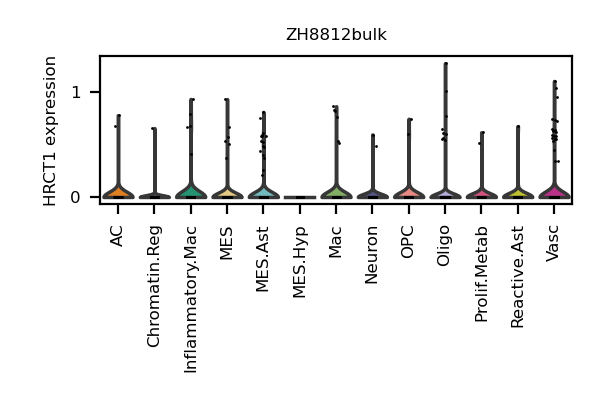 ZH8812bulk
HRCT1 expression
1
0
AC
Chromatin.Reg
Inflammatory.Mac
MES
MES.Ast
MES.Hyp
Mac
Neuron
OPC
Oligo
Prolif.Metab
Reactive.Ast
Vasc